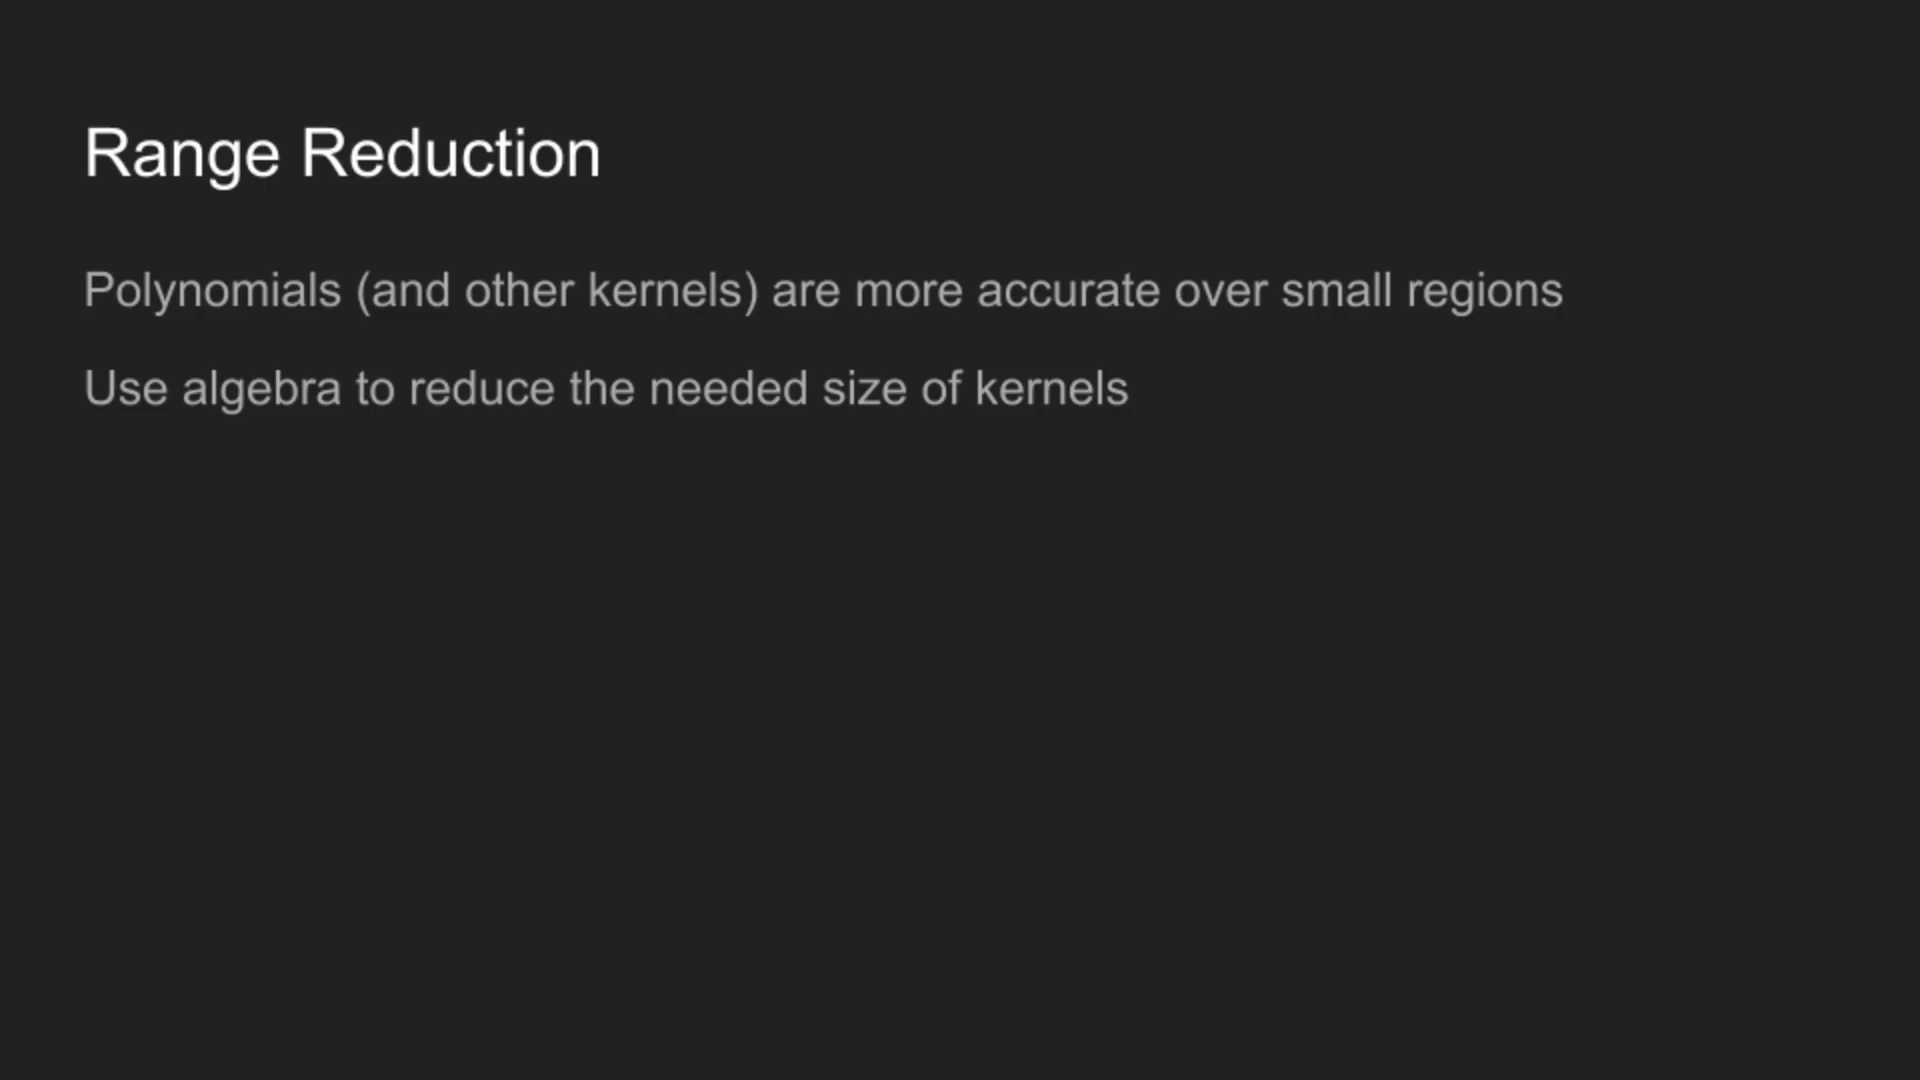 Range Reduction
Polynomials (and other kernels) are more accurate over small regions
Use algebra to reduce the needed size of kernels